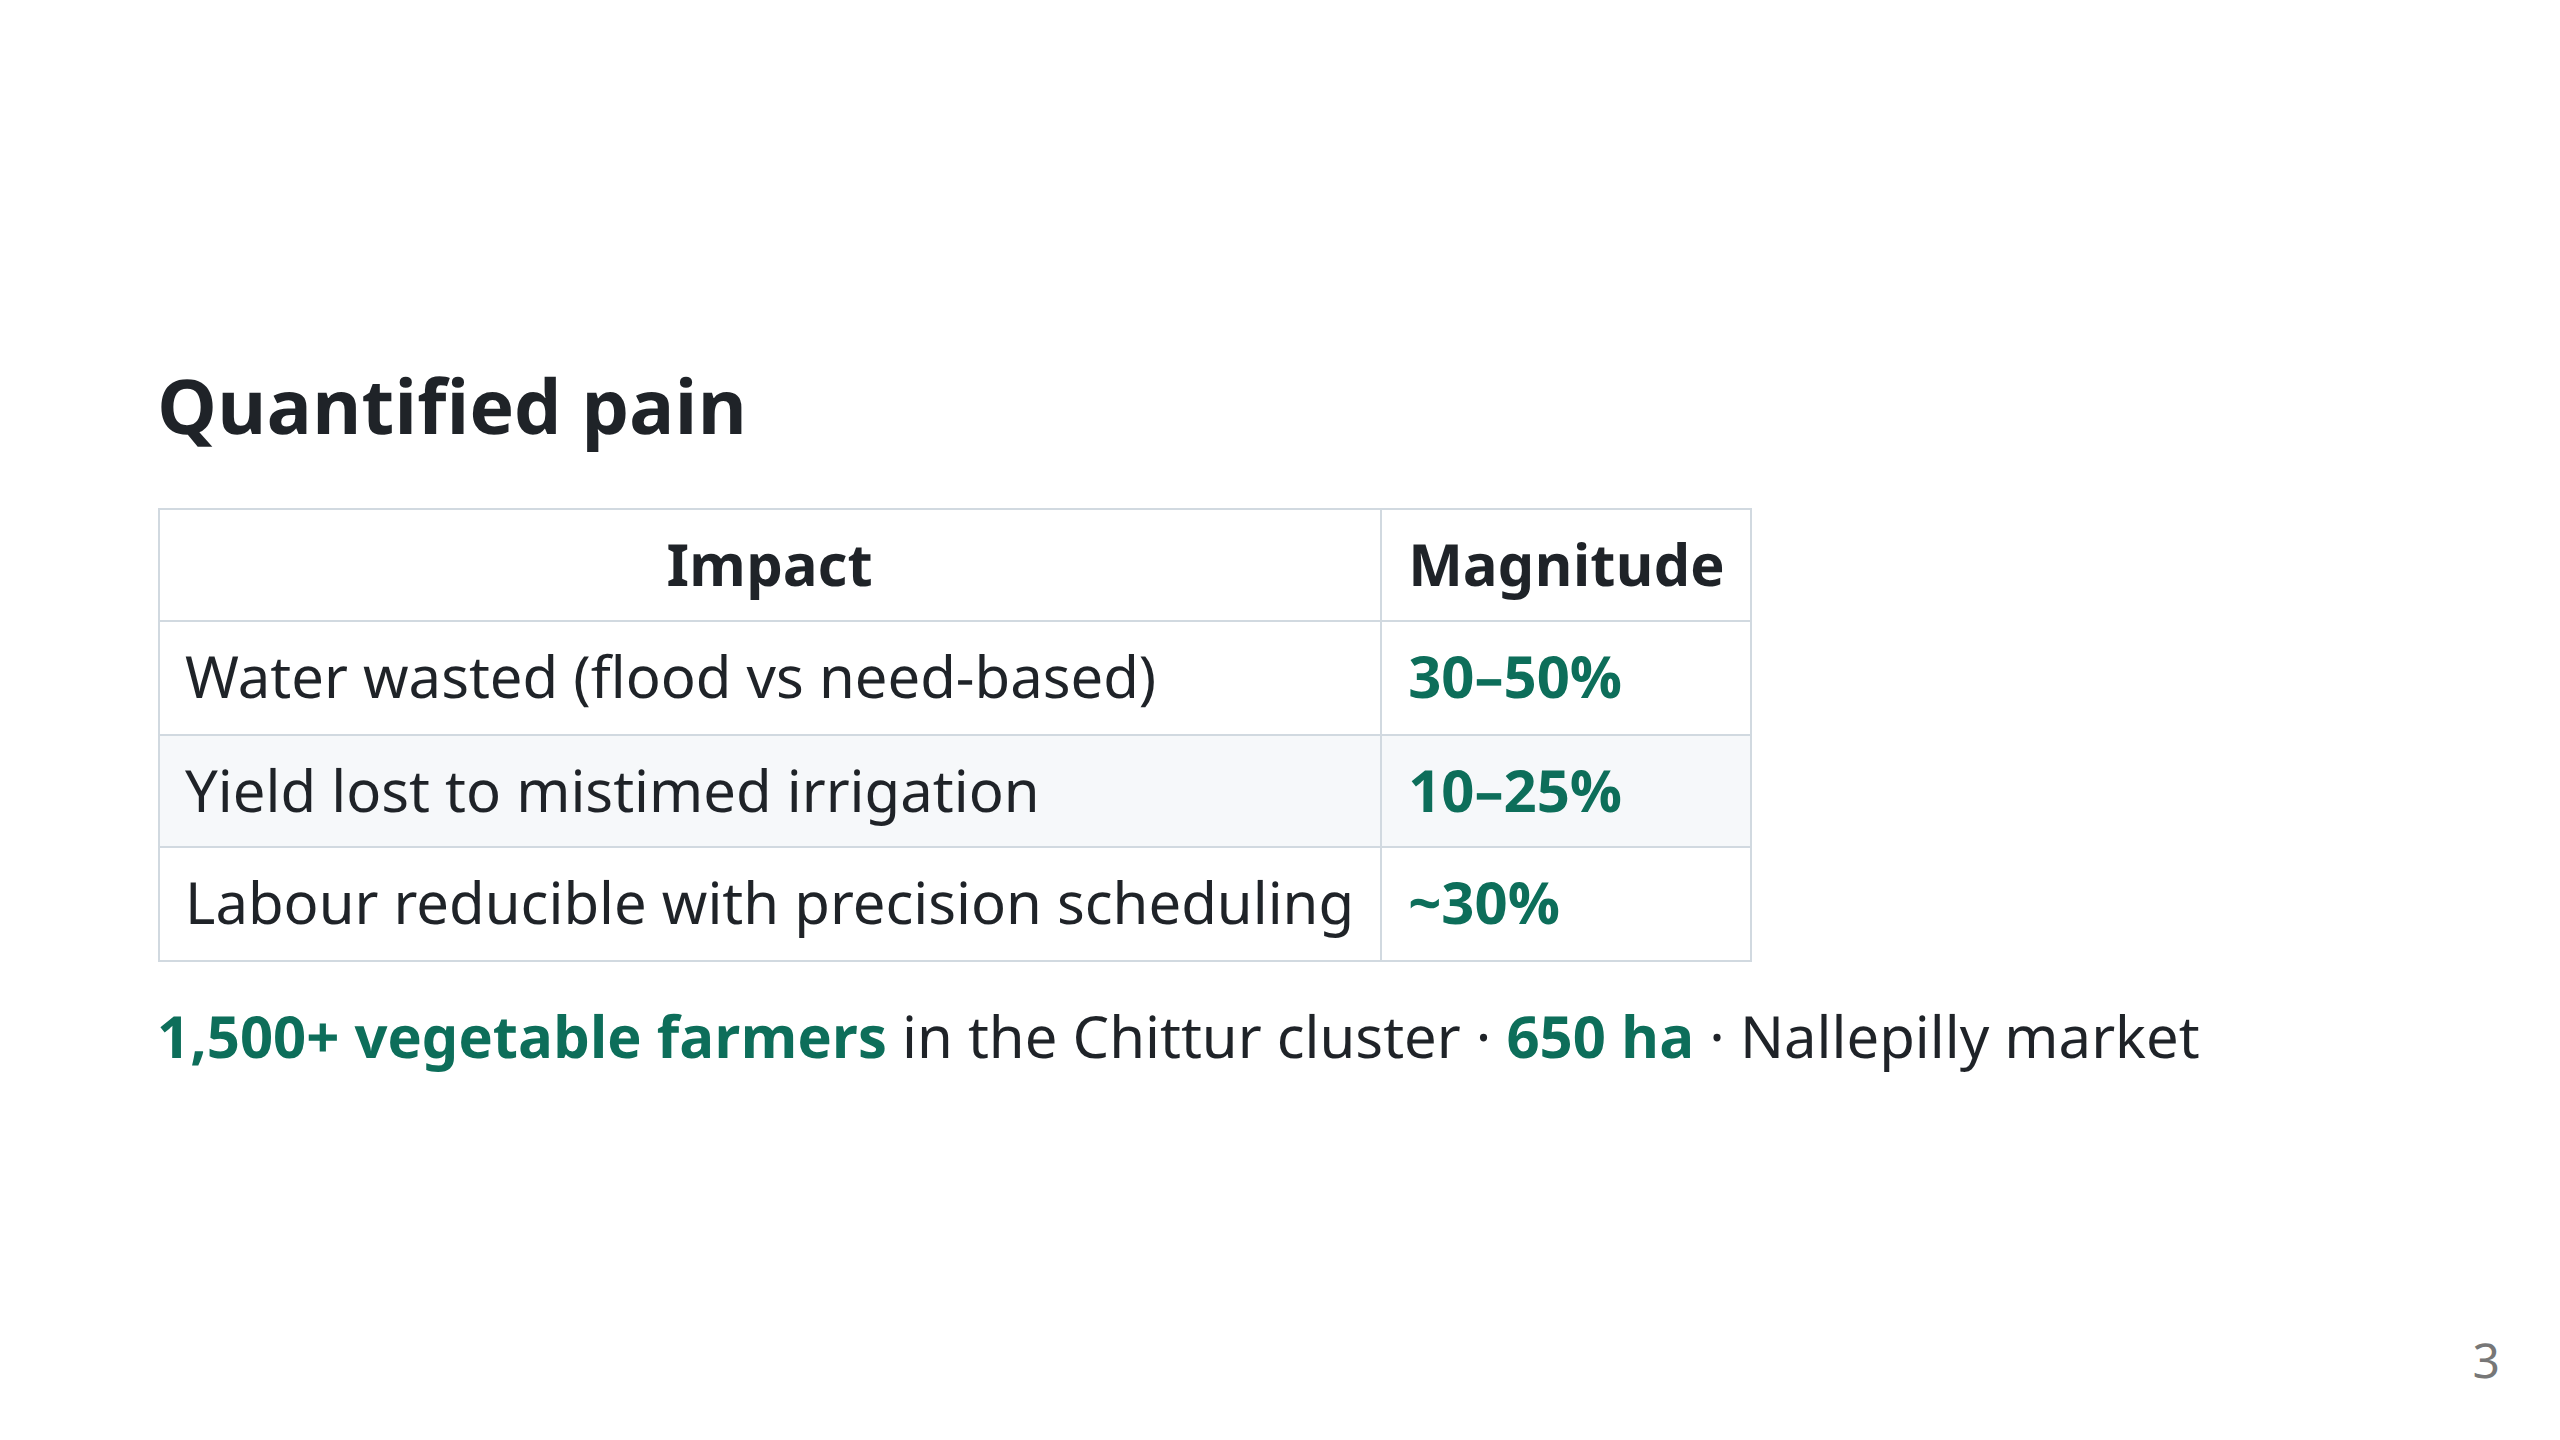 Quantified pain
Impact Magnitude
Water wasted (flood vs need-based) 30–50%
Yield lost to mistimed irrigation 10–25%
Labour reducible with precision scheduling ~30%
1,500+ vegetable farmers in the Chittur cluster · 650 ha · Nallepilly market
3